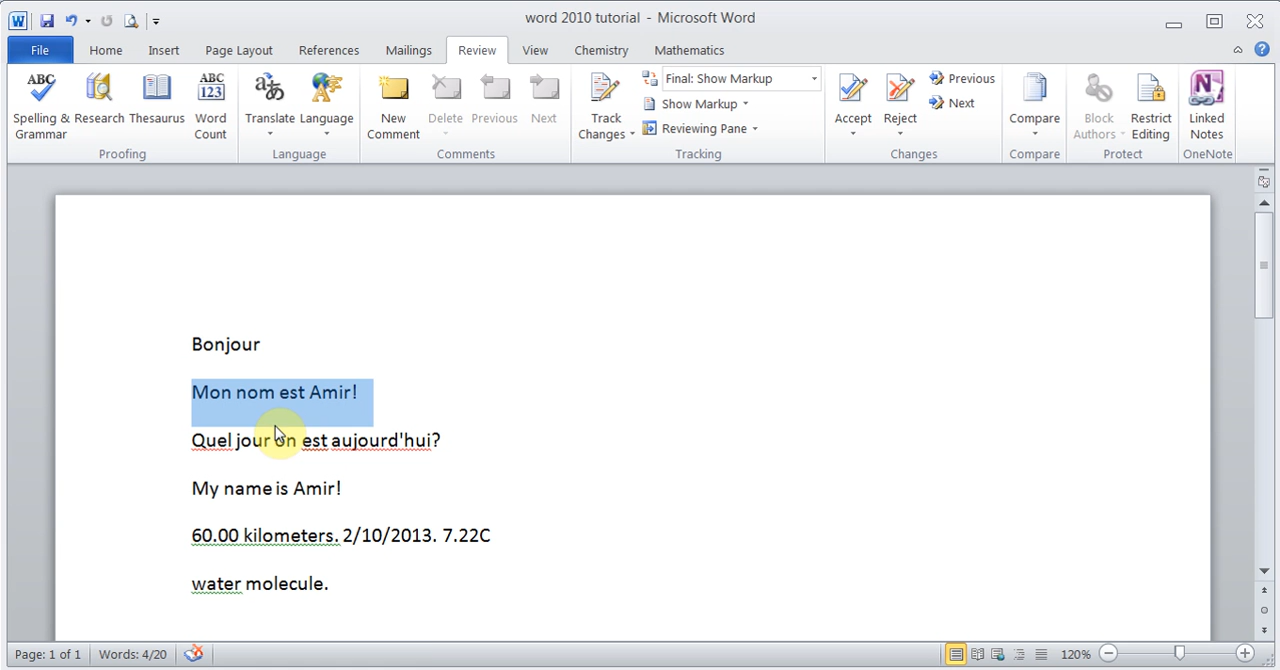 word 2010 tutorial - Microsoft Word
File Home Insert Page Layout References Mailings Review View Chemistry Mathematics
ABC Spelling & Grammar
Research
Thesaurus
ABC 123 Word Count
Proofing
Translate
Language
Language
New Comment
Delete
Previous
Next
Comments
Track Changes
Final: Show Markup
Show Markup
Reviewing Pane
Tracking
Accept
Reject
Previous
Next
Changes
Compare
Compare
Block Authors
Restrict Editing
Protect
Linked Notes
OneNote
Bonjour
Mon nom est Amir!
Quel jour on est aujourd'hui?
My name is Amir!
60.00 kilometers. 2/10/2013. 7.22C
water molecule.
Page: 1 of 1 Words: 4/20 120%